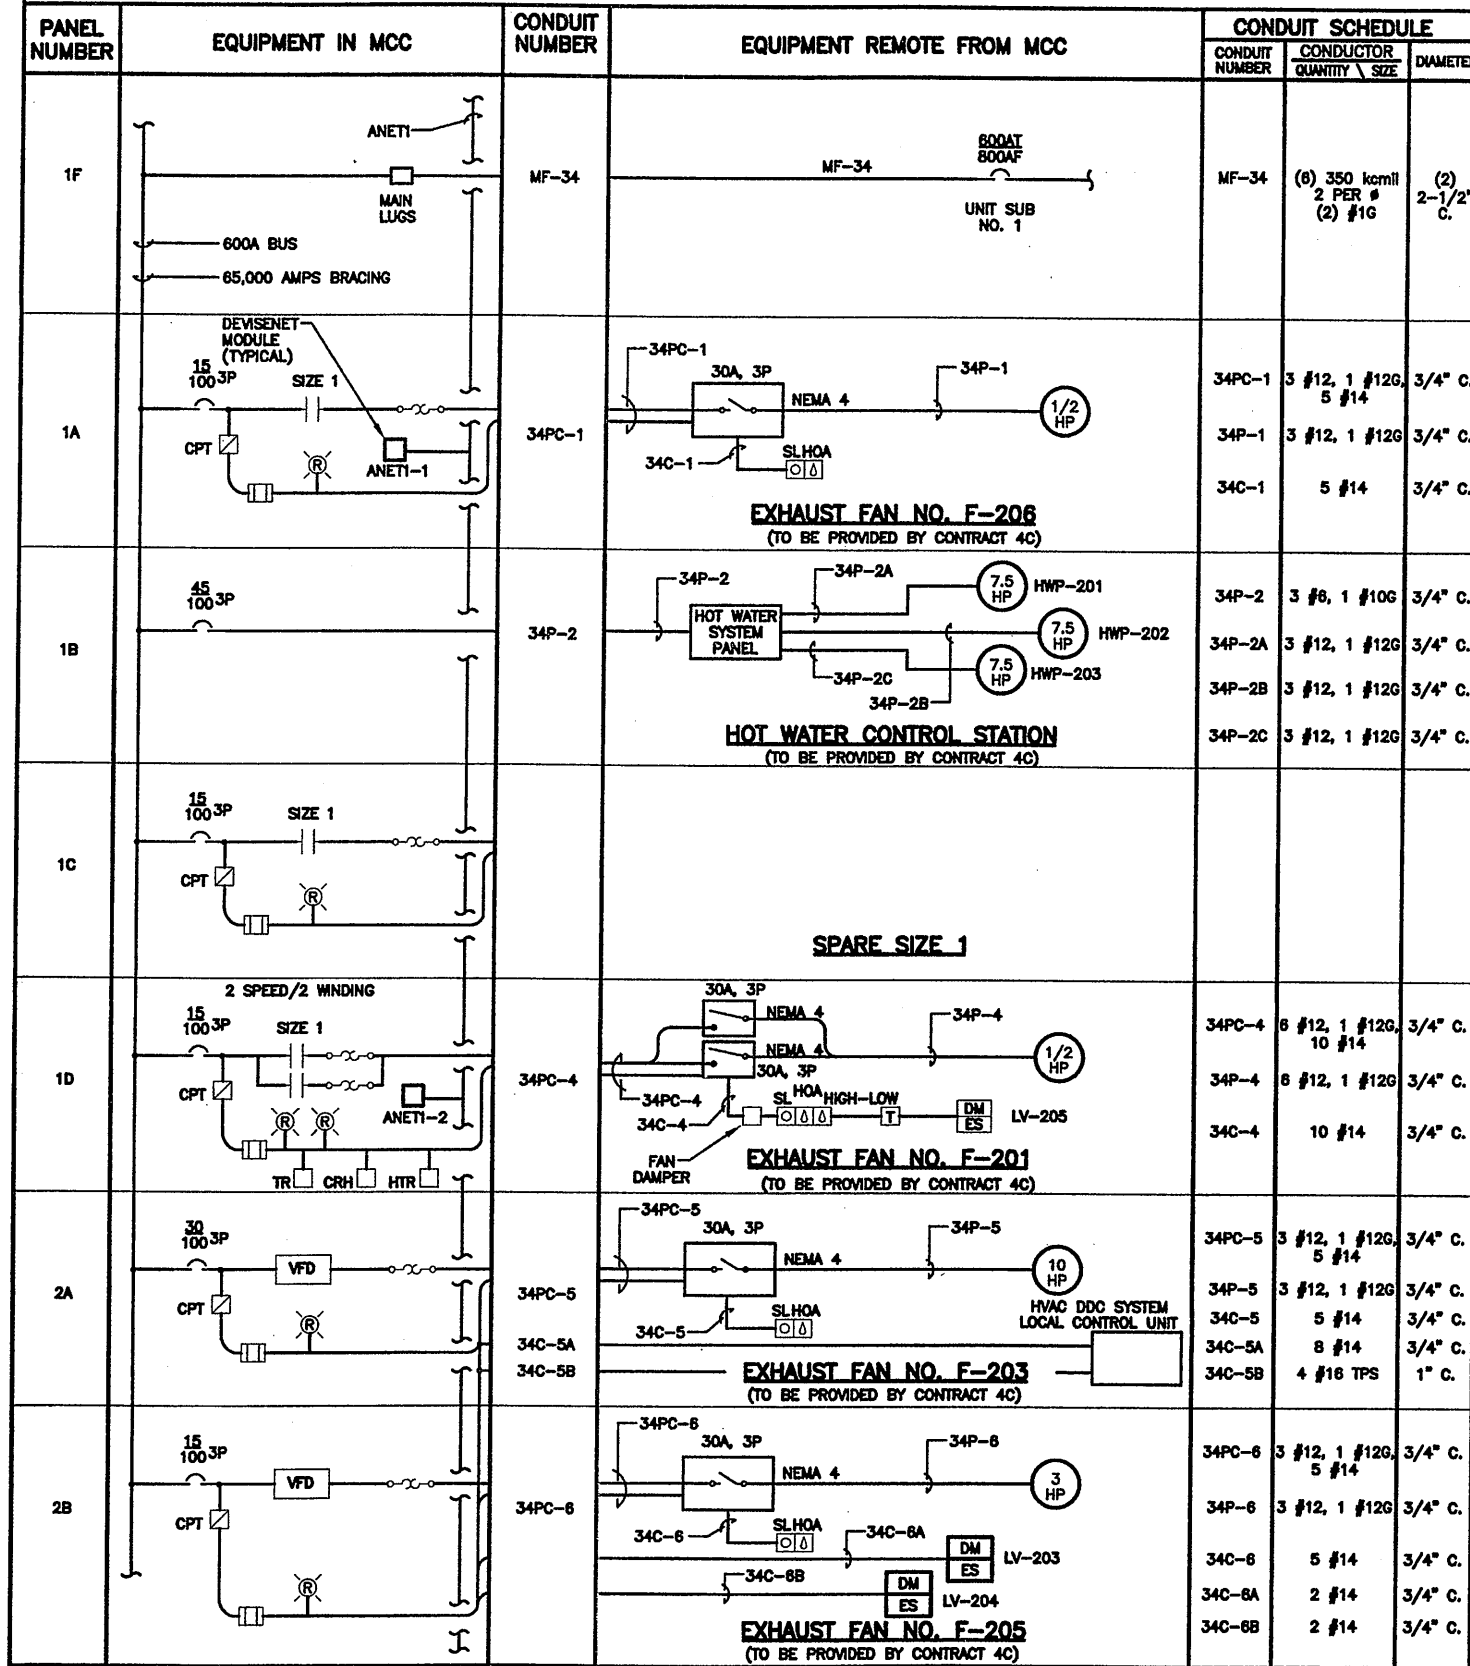 PANEL NUMBER
EQUIPMENT IN MCC
CONDUIT NUMBER
EQUIPMENT REMOTE FROM MCC
CONDUIT SCHEDULE
CONDUIT NUMBER
CONDUCTOR
QUANTITY \ SIZE
DIAMETE
1F
ANET1
MAIN
LUGS
600A BUS
65,000 AMPS BRACING
MF-34
MF-34
600AT
800AF
UNIT SUB
NO. 1
MF-34
(6) 350 kcmil
2 PER ø
(2) #1G
(2)
2-1/2"
C.
1A
DEVISENET
MODULE
(TYPICAL)
15
100 3P
SIZE 1
CPT
R
ANET1-1
34PC-1
34PC-1
30A, 3P
NEMA 4
34P-1
1/2
HP
34C-1
SLHOA
EXHAUST FAN NO. F-206
(TO BE PROVIDED BY CONTRACT 4C)
34PC-1 3 #12, 1 #12G, 3/4" C.
5 #14
34P-1 3 #12, 1 #12G 3/4" C.
34C-1 5 #14 3/4" C.
1B
45
100 3P
34P-2
34P-2
34P-2A
HOT WATER
SYSTEM
PANEL
7.5
HP
HWP-201
7.5
HP
HWP-202
7.5
HP
HWP-203
34P-2C
34P-2B
HOT WATER CONTROL STATION
(TO BE PROVIDED BY CONTRACT 4C)
34P-2 3 #6, 1 #10G 3/4" C.
34P-2A 3 #12, 1 #12G 3/4" C.
34P-2B 3 #12, 1 #12G 3/4" C.
34P-2C 3 #12, 1 #12G 3/4" C.
1C
15
100 3P
SIZE 1
CPT
R
SPARE SIZE 1
1D
2 SPEED/2 WINDING
15
100 3P
SIZE 1
CPT
R R
ANET1-2
TR CRH HTR
34PC-4
30A, 3P
NEMA 4
34P-4
NEMA 4
30A, 3P
1/2
HP
34PC-4
34C-4
SL HOA HIGH-LOW
T
DM
ES
LV-205
FAN
DAMPER
EXHAUST FAN NO. F-201
(TO BE PROVIDED BY CONTRACT 4C)
34PC-4 6 #12, 1 #12G, 3/4" C.
10 #14
34P-4 6 #12, 1 #12G 3/4" C.
34C-4 10 #14 3/4" C.
2A
30
100 3P
VFD
CPT
R
34PC-5
34C-5A
34C-5B
34PC-5
30A, 3P
NEMA 4
34P-5
10
HP
34C-5
SLHOA
HVAC DDC SYSTEM
LOCAL CONTROL UNIT
EXHAUST FAN NO. F-203
(TO BE PROVIDED BY CONTRACT 4C)
34PC-5 3 #12, 1 #12G, 3/4" C.
5 #14
34P-5 3 #12, 1 #12G 3/4" C.
34C-5 5 #14 3/4" C.
34C-5A 8 #14 3/4" C.
34C-5B 4 #16 TPS 1" C.
2B
15
100 3P
VFD
CPT
R
34PC-6
34PC-6
30A, 3P
NEMA 4
34P-6
3
HP
34C-6
SLHOA
34C-6A
DM
ES
LV-203
34C-6B
DM
ES
LV-204
EXHAUST FAN NO. F-205
(TO BE PROVIDED BY CONTRACT 4C)
34PC-6 3 #12, 1 #12G, 3/4" C.
5 #14
34P-6 3 #12, 1 #12G 3/4" C.
34C-6 5 #14 3/4" C.
34C-6A 2 #14 3/4" C.
34C-6B 2 #14 3/4" C.